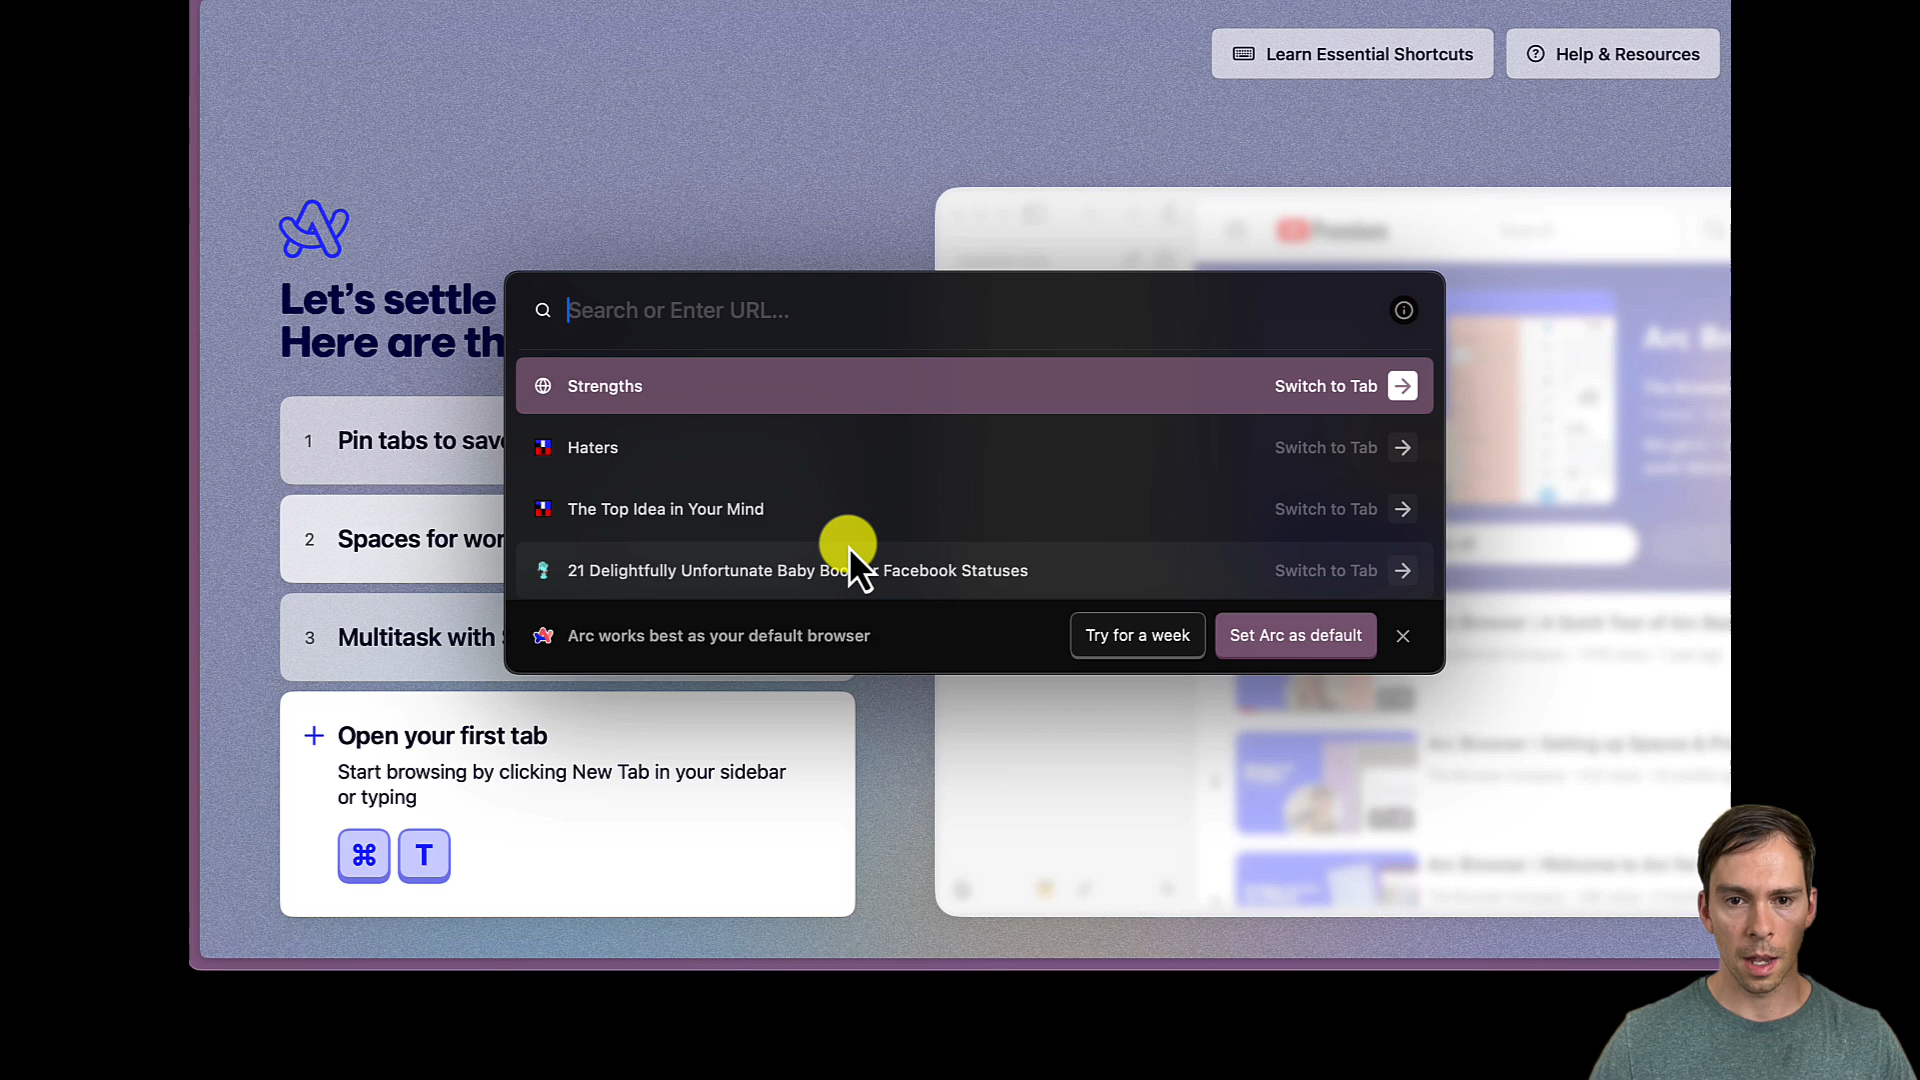 Learn Essential Shortcuts
Help & Resources
Let's settle
Here are th
Search or Enter URL...
Strengths Switch to Tab
Haters Switch to Tab
The Top Idea in Your Mind Switch to Tab
21 Delightfully Unfortunate Baby Boo r Facebook Statuses Switch to Tab
Arc works best as your default browser Try for a week Set Arc as default
1 Pin tabs to sav
2 Spaces for wor
3 Multitask with
Open your first tab
Start browsing by clicking New Tab in your sidebar
or typing
⌘ T